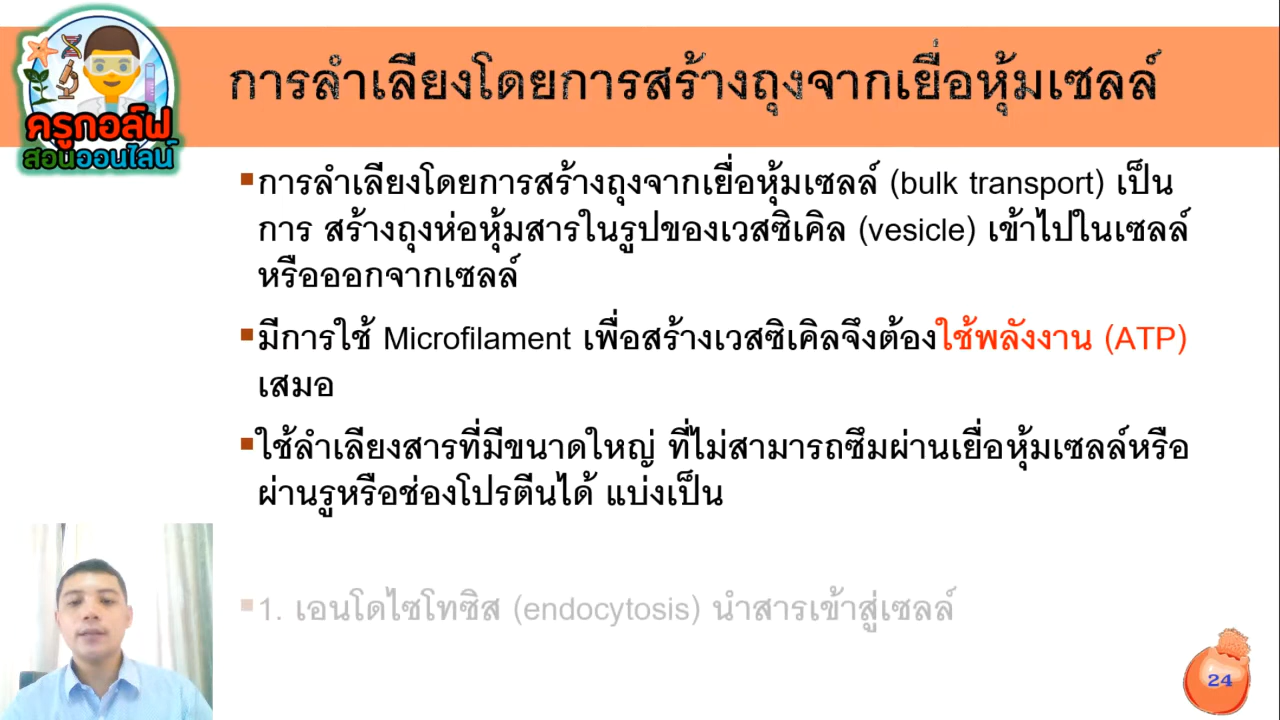 การลำเลียงโดยการสร้างถุงจากเยื่อหุ้มเซลล์
ครูกอล์ฟ
สอนออนไลน์
การลำเลียงโดยการสร้างถุงจากเยื่อหุ้มเซลล์ (bulk transport) เป็น
การ สร้างถุงห่อหุ้มสารในรูปของเวสซิเคิล (vesicle) เข้าไปในเซลล์
หรือออกจากเซลล์
มีการใช้ Microfilament เพื่อสร้างเวสซิเคิลจึงต้องใช้พลังงาน (ATP)
เสมอ
ใช้ลำเลียงสารที่มีขนาดใหญ่ ที่ไม่สามารถซึมผ่านเยื่อหุ้มเซลล์หรือ
ผ่านรูหรือช่องโปรตีนได้ แบ่งเป็น
1. เอนโดไซโทซิส (endocytosis) นำสารเข้าสู่เซลล์
24